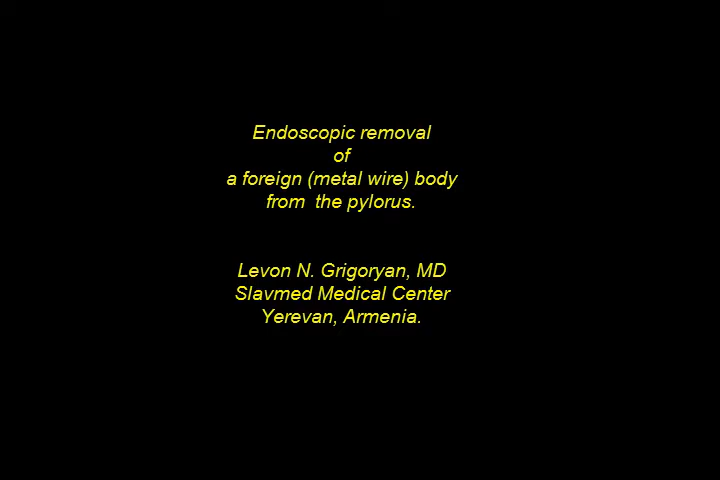 Endoscopic removal
of
a foreign (metal wire) body
from the pylorus.
Levon N. Grigoryan, MD
Slavmed Medical Center
Yerevan, Armenia.